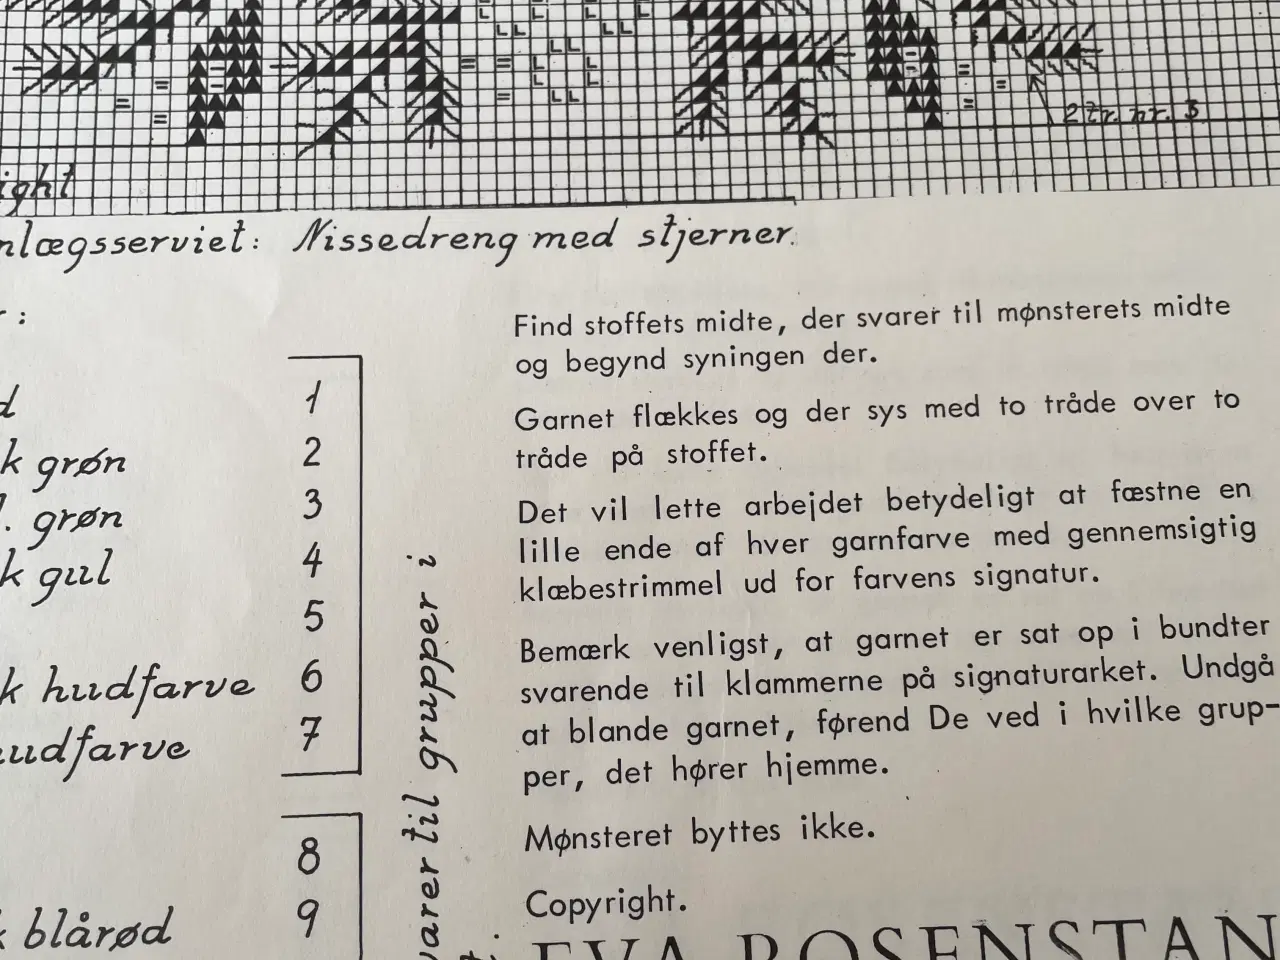 2 tr. nr. 3
ight
nlægsserviet: Nissedreng med stjerner.
r:
d 1
k grøn 2
l. grøn 3
k gul 4
5
k hudfarve 6
hudfarve 7
8
k blårød 9
varer til grupper i
Find stoffets midte, der svarer til mønsterets midte
og begynd syningen der.
Garnet flækkes og der sys med to tråde over to
tråde på stoffet.
Det vil lette arbejdet betydeligt at fæstne en
lille ende af hver garnfarve med gennemsigtig
klæbestrimmel ud for farvens signatur.
Bemærk venligst, at garnet er sat op i bundter
svarende til klammerne på signaturarket. Undgå
at blande garnet, førend De ved i hvilke grup-
per, det hører hjemme.
Mønsteret byttes ikke.
Copyright.
EVA ROSENSTAN